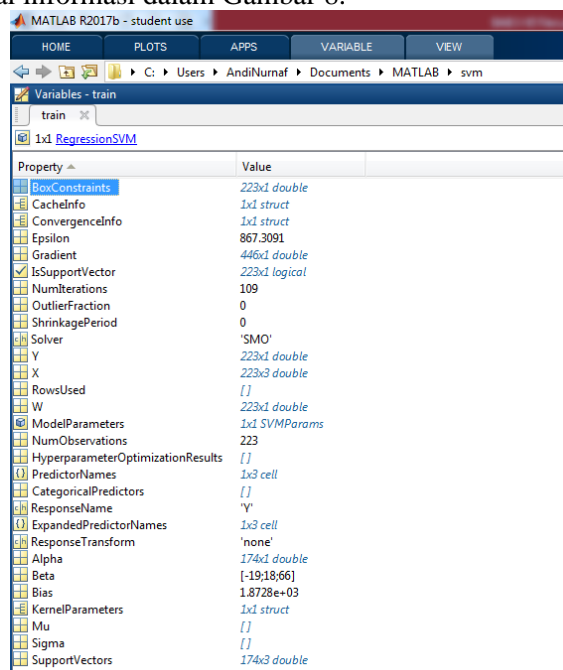 informasi dalam Gambar 8.
MATLAB R2017b - student use
HOME PLOTS APPS VARIABLE VIEW
C: Users AndiNurnaf Documents MATLAB svm
Variables - train
train
1x1 RegressionSVM
Property Value
BoxConstraints 223x1 double
CacheInfo 1x1 struct
ConvergenceInfo 1x1 struct
Epsilon 867.3091
Gradient 446x1 double
IsSupportVector 223x1 logical
NumIterations 109
OutlierFraction 0
ShrinkagePeriod 0
Solver 'SMO'
Y 223x1 double
X 223x3 double
RowsUsed []
W 223x1 double
ModelParameters 1x1 SVMParams
NumObservations 223
HyperparameterOptimizationResults []
PredictorNames 1x3 cell
CategoricalPredictors []
ResponseName 'Y'
ExpandedPredictorNames 1x3 cell
ResponseTransform 'none'
Alpha 174x1 double
Beta [-19;18;66]
Bias 1.8728e+03
KernelParameters 1x1 struct
Mu []
Sigma []
SupportVectors 174x3 double